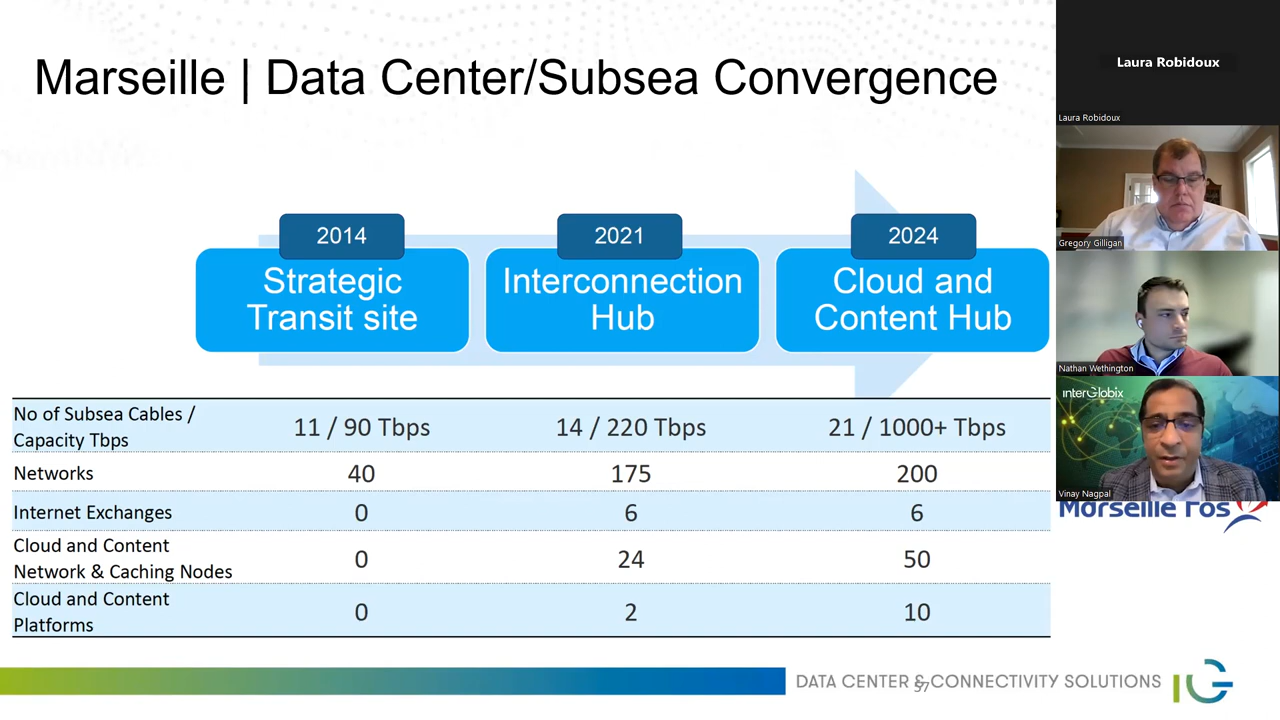 Marseille | Data Center/Subsea Convergence
2014
2021
2024
Strategic
Transit site
Interconnection
Hub
Cloud and
Content Hub
No of Subsea Cables /
Capacity Tbps
11 / 90 Tbps
14 / 220 Tbps
21 / 1000+ Tbps
Networks
40
175
200
Internet Exchanges
0
6
6
Cloud and Content
Network & Caching Nodes
0
24
50
Cloud and Content
Platforms
0
2
10
DATA CENTER & CONNECTIVITY SOLUTIONS
37
IG
Laura Robidoux
Laura Robidoux
Gregory Gilligan
Nathan Wethington
interGlobix
Vinay Nagpal
Marseille Fos